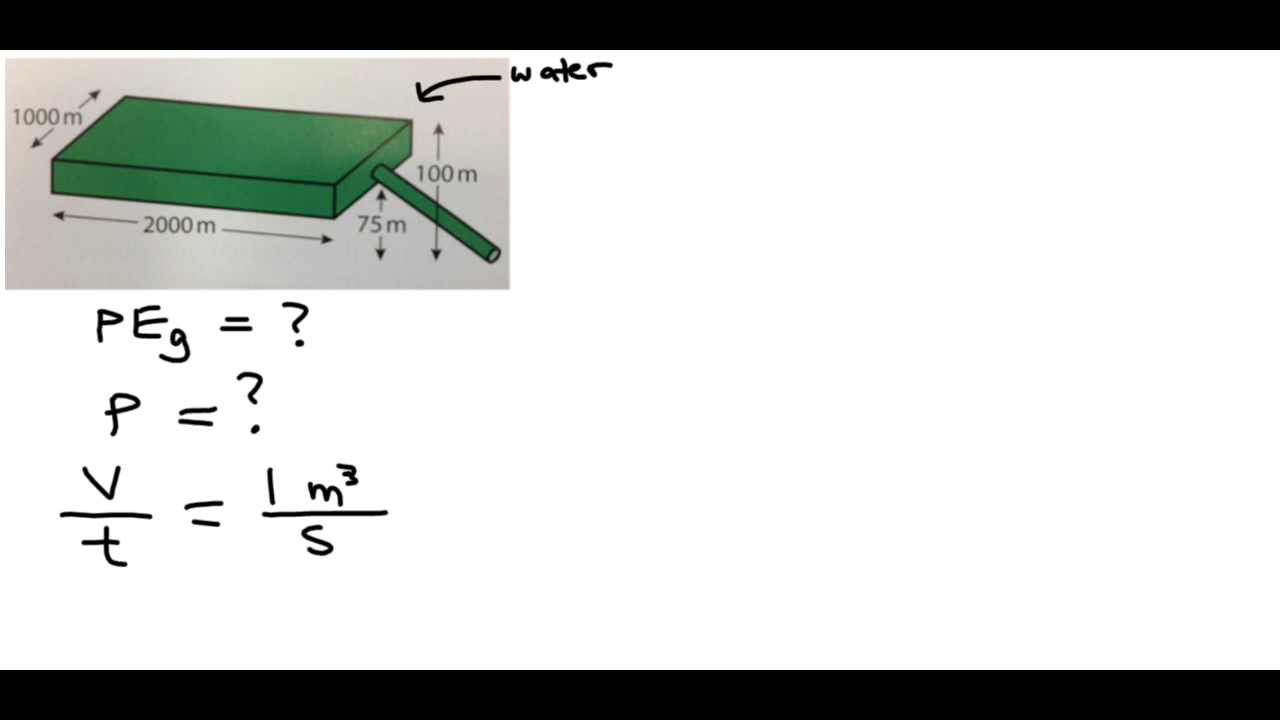 water
1000 m
100 m
75 m
2000 m
PEg = ?
P = ?
V/t = 1 m³/s